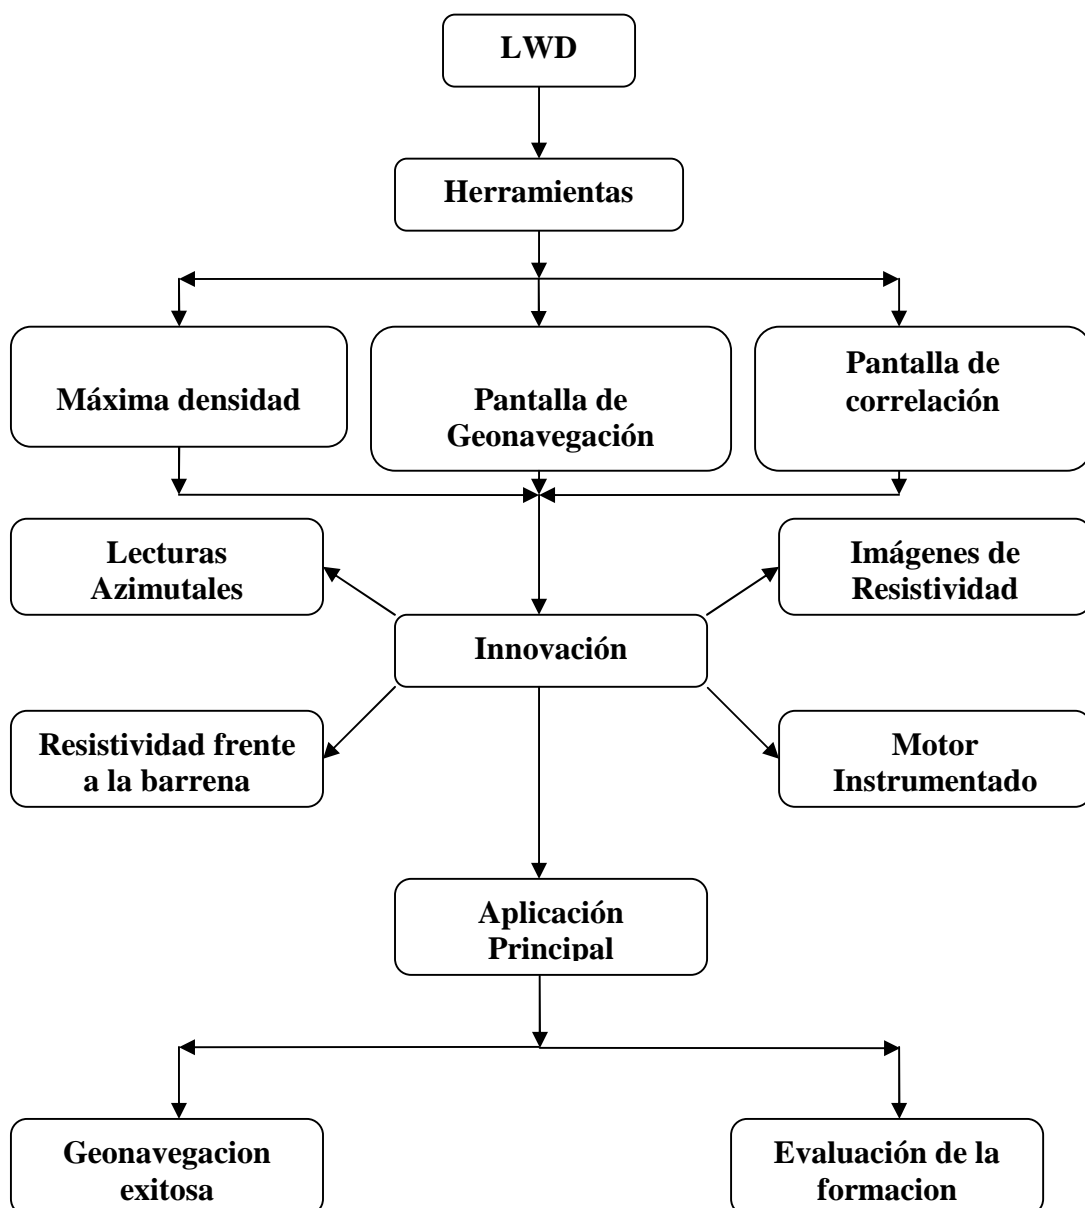 LWD
Herramientas
Máxima densidad
Pantalla de
Geonavegación
Pantalla de
correlación
Lecturas
Azimutales
Imágenes de
Resistividad
Innovación
Resistividad frente
a la barrena
Motor
Instrumentado
Aplicación
Principal
Geonavegacion
exitosa
Evaluación de la
formacion